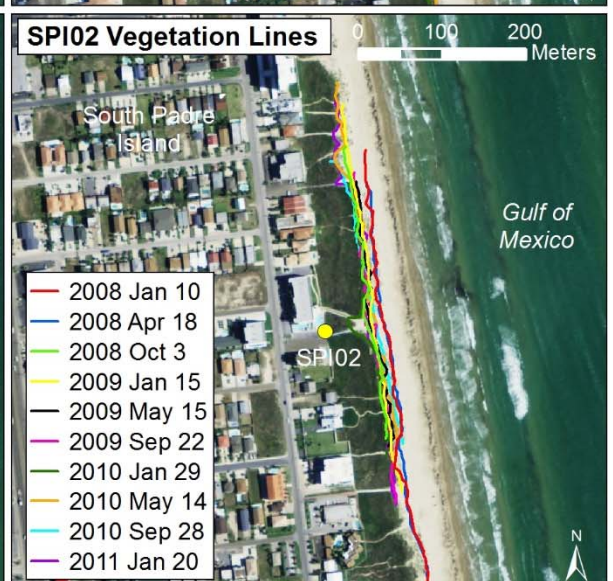 SPI02 Vegetation Lines
0 100 200
Meters
South Padre
Island
Gulf of
Mexico
2008 Jan 10
2008 Apr 18
2008 Oct 3
2009 Jan 15
2009 May 15
2009 Sep 22
2010 Jan 29
2010 May 14
2010 Sep 28
2011 Jan 20
SPI02
N